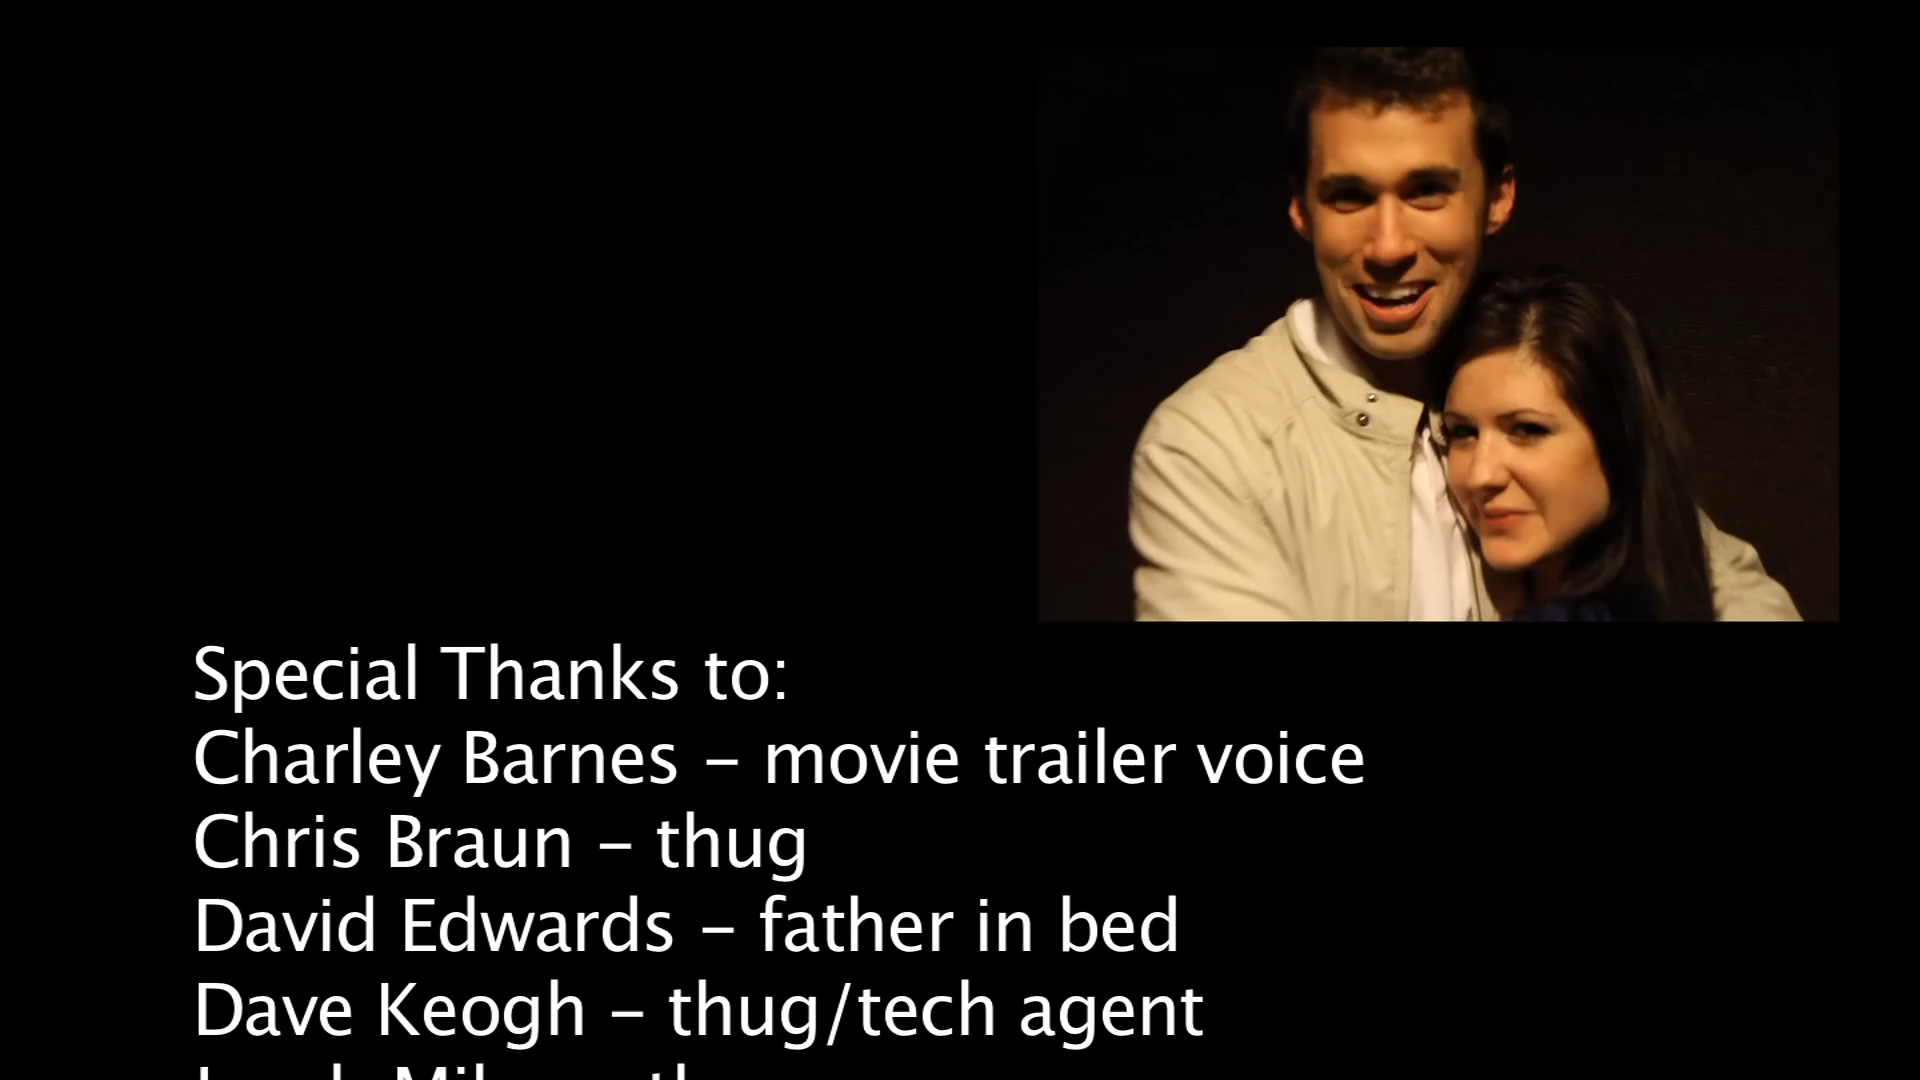 Special Thanks to:
Charley Barnes – movie trailer voice
Chris Braun – thug
David Edwards – father in bed
Dave Keogh – thug/tech agent